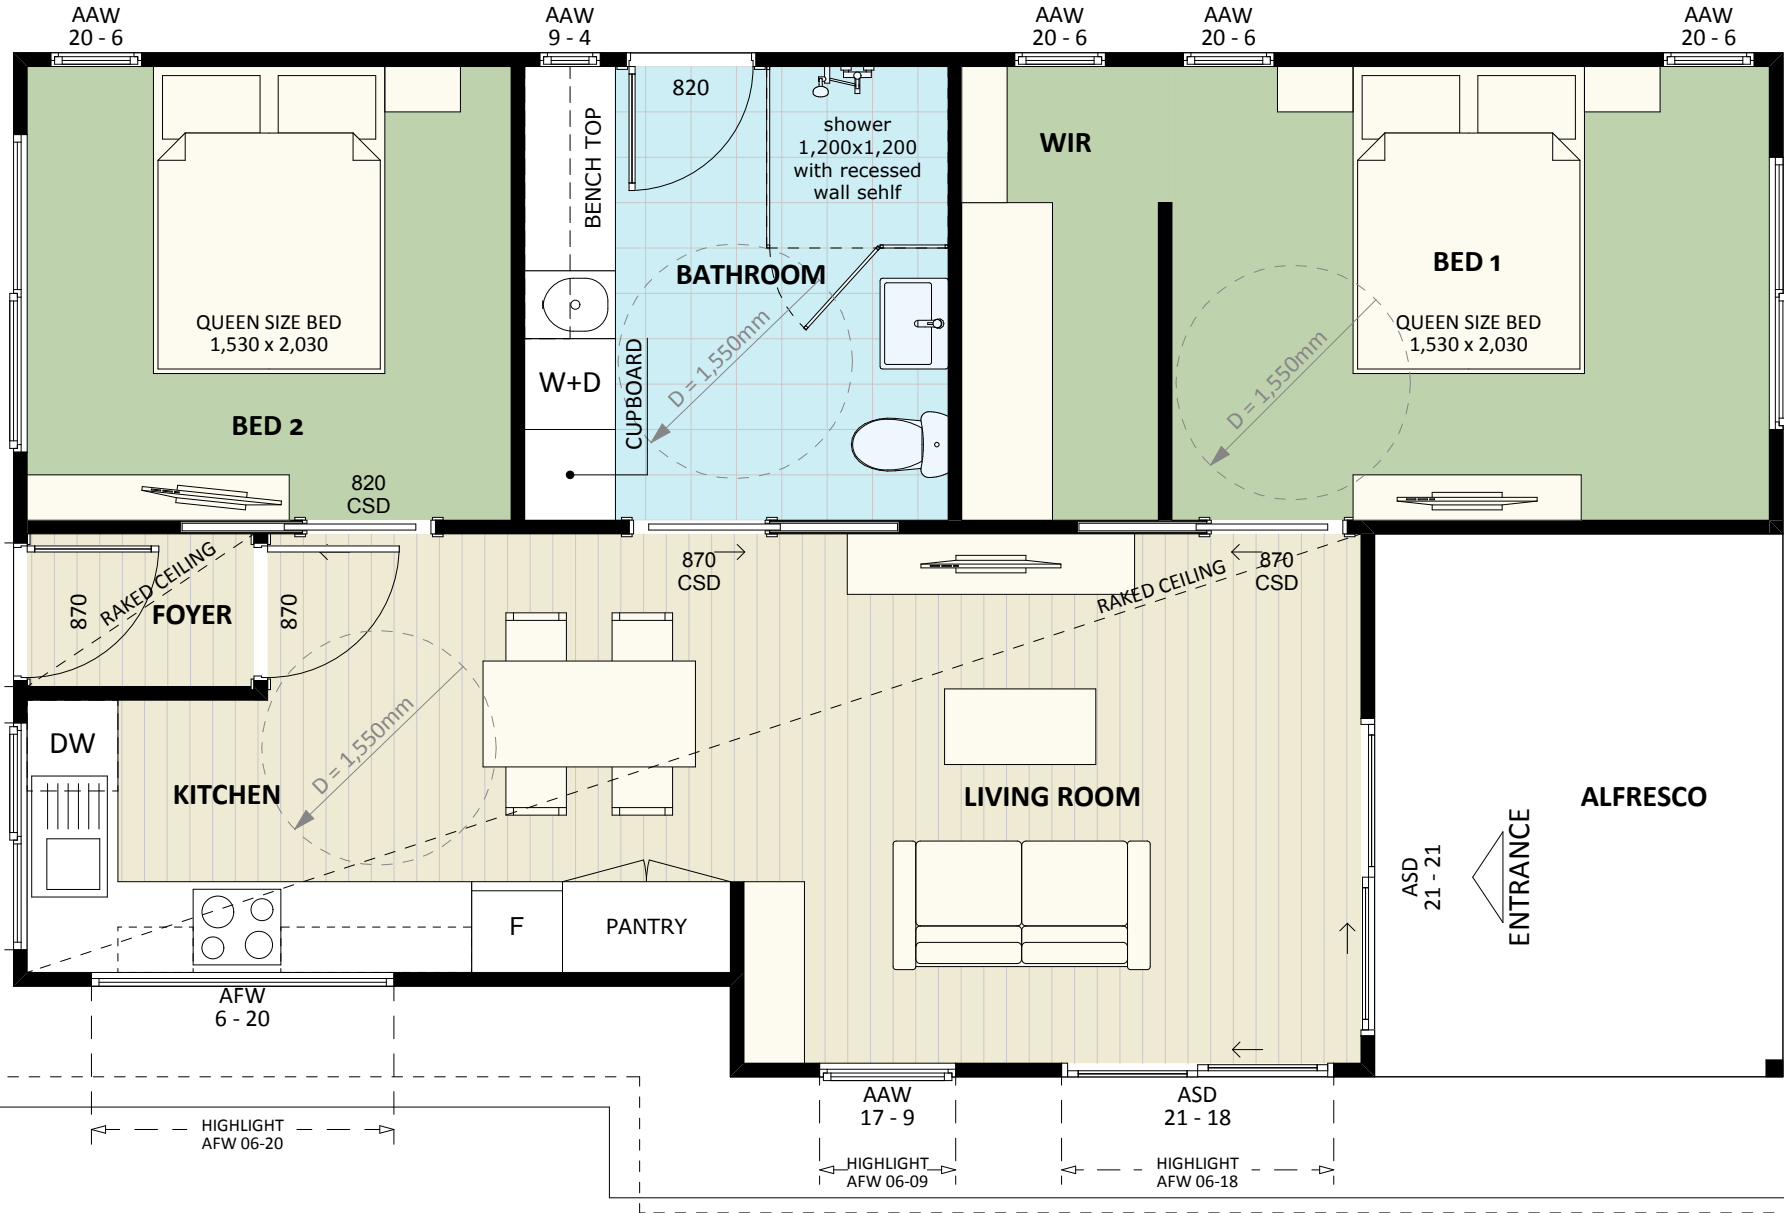 AAW
20 - 6
AAW
9 - 4
AAW
20 - 6
AAW
20 - 6
AAW
20 - 6
820
BENCH TOP
shower
1,200x1,200
with recessed
wall sehlf
WIR
BATHROOM
BED 1
QUEEN SIZE BED
1,530 x 2,030
QUEEN SIZE BED
1,530 x 2,030
D = 1,550mm
D = 1,550mm
W+D
CUPBOARD
BED 2
820
CSD
870
CSD
870
CSD
RAKED CEILING
870
FOYER
870
RAKED CEILING
D = 1,550mm
DW
KITCHEN
LIVING ROOM
ALFRESCO
ASD
21 - 21
ENTRANCE
F
PANTRY
AFW
6 - 20
AAW
17 - 9
ASD
21 - 18
HIGHLIGHT
AFW 06-20
HIGHLIGHT
AFW 06-09
HIGHLIGHT
AFW 06-18